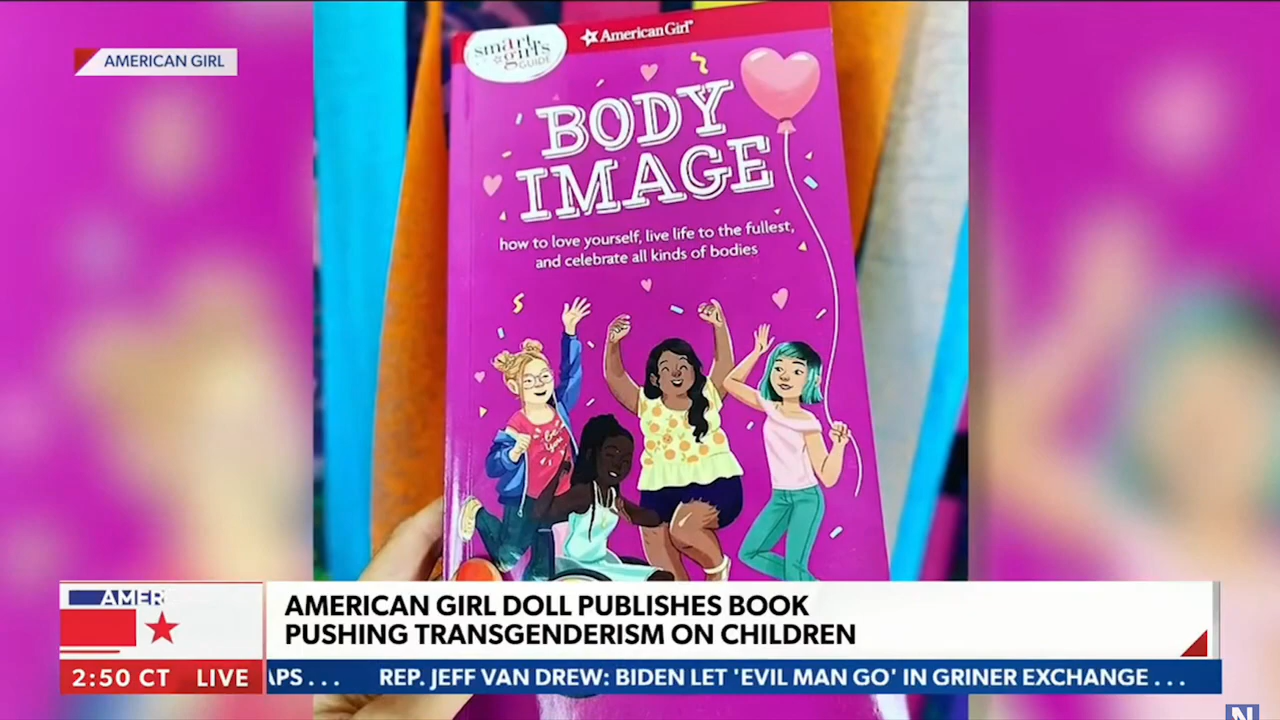 AMERICAN GIRL
smart girl's GUIDE
American Girl®
BODY
IMAGE
how to love yourself, live life to the fullest,
and celebrate all kinds of bodies
AMER
AMERICAN GIRL DOLL PUBLISHES BOOK
PUSHING TRANSGENDERISM ON CHILDREN
2:50 CT LIVE
APS... REP. JEFF VAN DREW: BIDEN LET 'EVIL MAN GO' IN GRINER EXCHANGE...
N